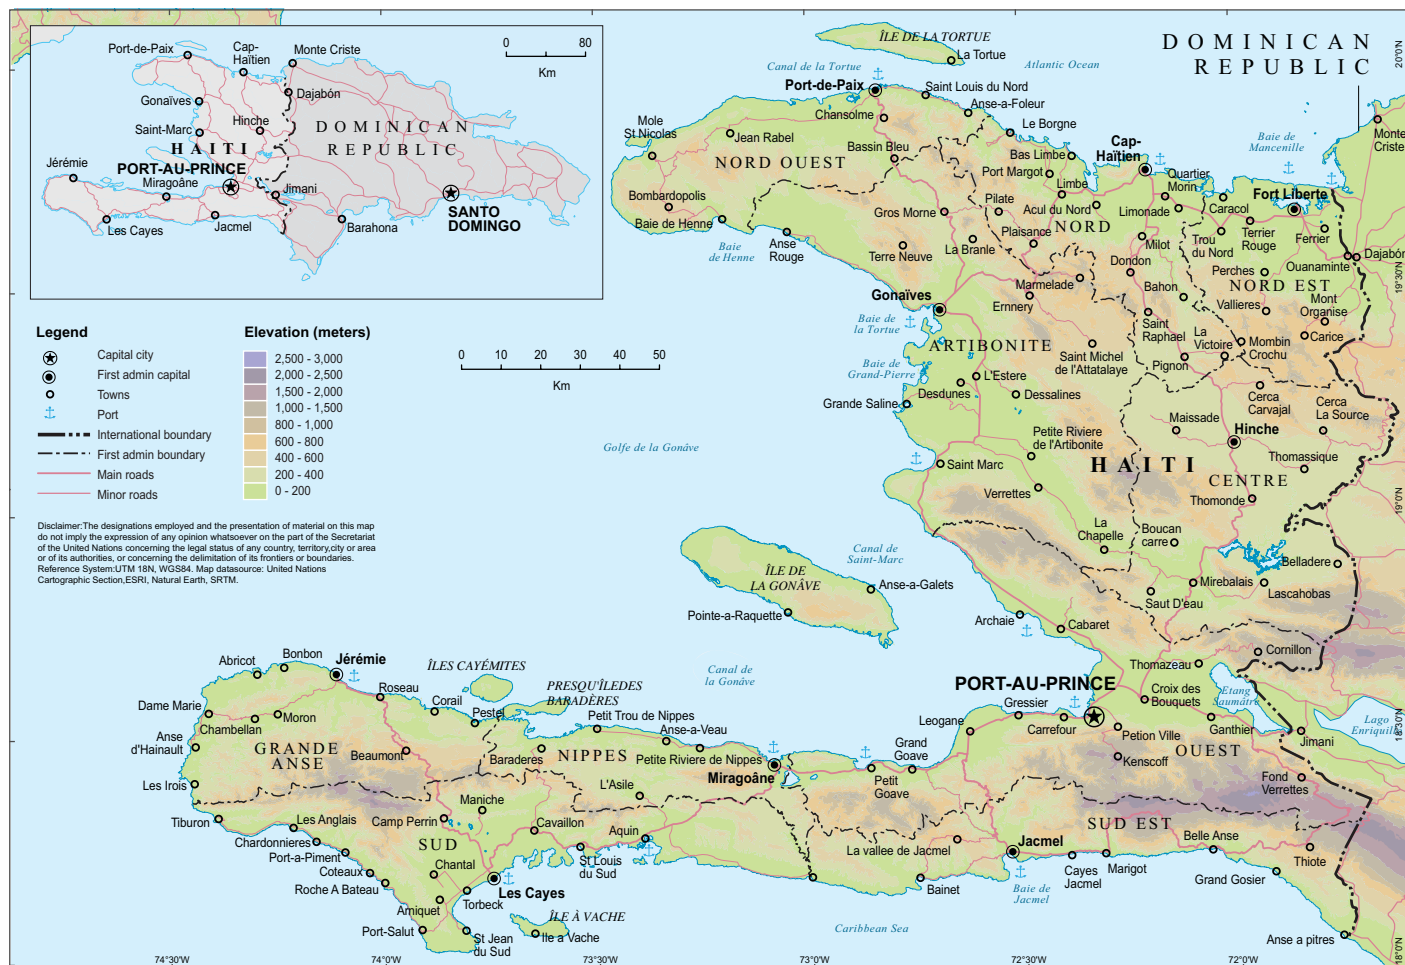 Port-de-Paix
Cap-
Haïtien
Monte Criste
Gonaïves
Dajabón
Saint-Marc
Hinche
HAITI
DOMINICAN
REPUBLIC
Jérémie
PORT-AU-PRINCE
Miragoâne
Jimani
Les Cayes
Jacmel
Barahona
SANTO
DOMINGO
0 80
Km
Legend
Capital city
First admin capital
Towns
Port
International boundary
First admin boundary
Main roads
Minor roads
Elevation (meters)
2,500 - 3,000
2,000 - 2,500
1,500 - 2,000
1,000 - 1,500
800 - 1,000
600 - 800
400 - 600
200 - 400
0 - 200
0 10 20 30 40 50
Km
Disclaimer:The designations employed and the presentation of material on this map
do not imply the expression of any opinion whatsoever on the part of the Secretariat
of the United Nations concerning the legal status of any country, territory,city or area
or of its authorities, or concerning the delimitation of its frontiers or boundaries.
Reference System:UTM 18N, WGS84. Map datasource: United Nations
Cartographic Section,ESRI, Natural Earth, SRTM.
DOMINICAN
REPUBLIC
ÎLE DE LA TORTUE
La Tortue
Canal de la Tortue
Atlantic Ocean
Port-de-Paix
Saint Louis du Nord
Chansolme
Anse-a-Foleur
Mole
St Nicolas
Jean Rabel
Le Borgne
NORD OUEST
Bassin Bleu
Bas Limbe
Port Margot
Cap-
Haïtien
Baie de
Mancenille
Monte
Criste
Quartier
Morin
Limbe
Fort Liberte
Bombardopolis
Baie de Henne
Gros Morne
Pilate
Acul du Nord
Limonade
Caracol
NORD
Plaisance
Milot
Trou
du Nord
Terrier
Rouge
Ferrier
Baie
de Henne
Anse
Rouge
Terre Neuve
La Branle
Dondon
Perches
Ouanaminte
Dajabón
Marmelade
Bahon
NORD EST
Gonaïves
Ernnery
Vallieres
Mont
Organise
Baie de
la Tortue
Saint
Raphael
La
Victoire
Mombin
Crochu
Carice
ARTIBONITE
Saint Michel
de l'Attatalaye
Pignon
Baie de
Grand-Pierre
L'Estere
Desdunes
Dessalines
Grande Saline
Cerca
Carvajal
Cerca
La Source
Maissade
Hinche
Petite Riviere
de l'Artibonite
Golfe de la Gonâve
HAITI
Saint Marc
Thomassique
CENTRE
Verrettes
Thomonde
La
Chapelle
Boucan
carre
Canal de
Saint-Marc
Belladere
ÎLE DE
LA GONÂVE
Anse-a-Galets
Mirebalais
Lascahobas
Saut D'eau
Pointe-a-Raquette
Archaie
Cabaret
Cornillon
Thomazeau
Abricot
Bonbon
Jérémie
ÎLES CAYÉMITES
Canal de
la Gonâve
PORT-AU-PRINCE
Croix des
Bouquets
Etang
Saumâtre
Roseau
Corail
PRESQU'ÎLEDES
BARADÈRES
Dame Marie
Moron
Chambellan
Pestel
Petit Trou de Nippes
Leogane
Gressier
Carrefour
Petion Ville
Ganthier
Lago
Enriquillo
Jimani
Anse
d'Hainault
GRANDE
ANSE
Beaumont
Baraderes
NIPPES
Anse-a-Veau
Petite Riviere de Nippes
Grand
Goave
OUEST
Kenscoff
Les Irois
Miragoâne
Petit
Goave
Fond
Verrettes
L'Asile
Maniche
Tiburon
Camp Perrin
Cavaillon
Aquin
SUD EST
Les Anglais
Chardonnieres
Port-a-Piment
Coteaux
Roche A Bateau
SUD
Chantal
St Louis
du Sud
La vallee de Jacmel
Jacmel
Belle Anse
Thiote
Cayes
Jacmel
Marigot
Grand Gosier
Les Cayes
Bainet
Baie de
Jacmel
Arniquet
Torbeck
Port-Salut
St Jean
du Sud
ÎLE À VACHE
Ile a Vache
Caribbean Sea
Anse a pitres
74°30'W 74°0'W 73°30'W 73°0'W 72°30'W 72°0'W
20°0'N
19°30'N
19°0'N
18°30'N
18°0'N